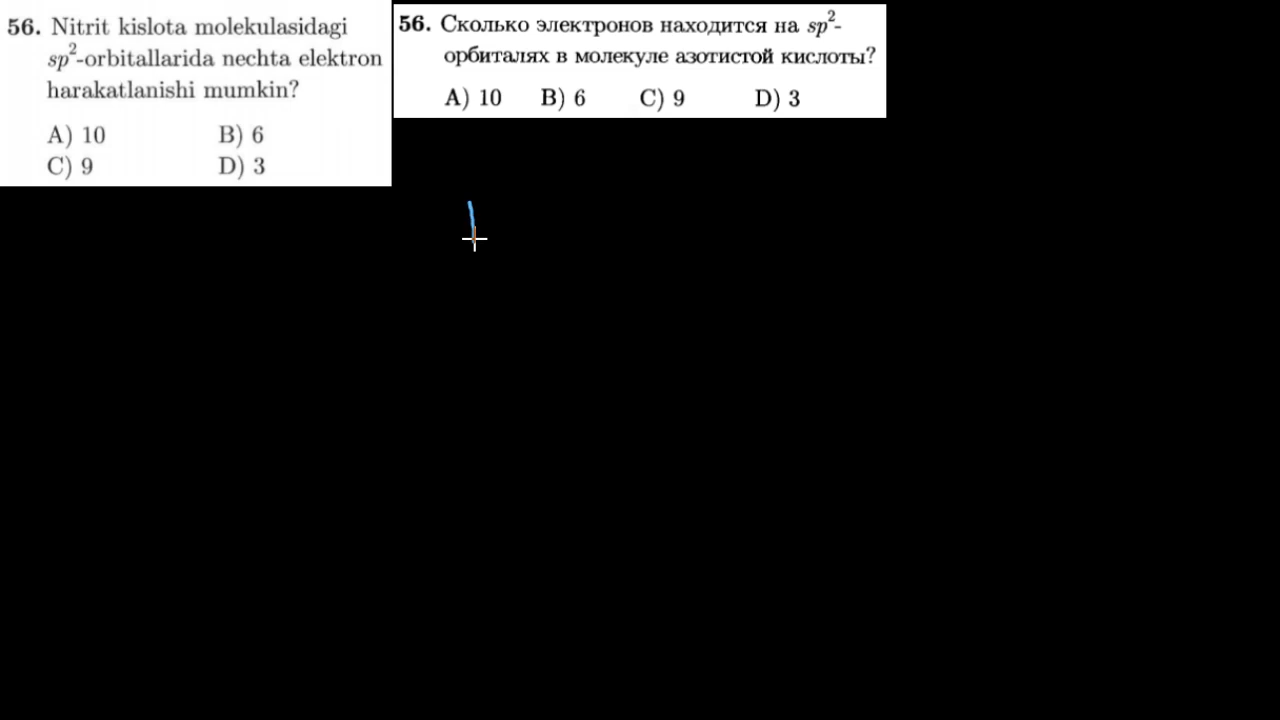 56. Nitrit kislota molekulasidagi
sp²-orbitallarida nechta elektron
harakatlanishi mumkin?
A) 10 B) 6
C) 9 D) 3
56. Сколько электронов находится на sp²-
орбиталях в молекуле азотистой кислоты?
A) 10 B) 6 C) 9 D) 3